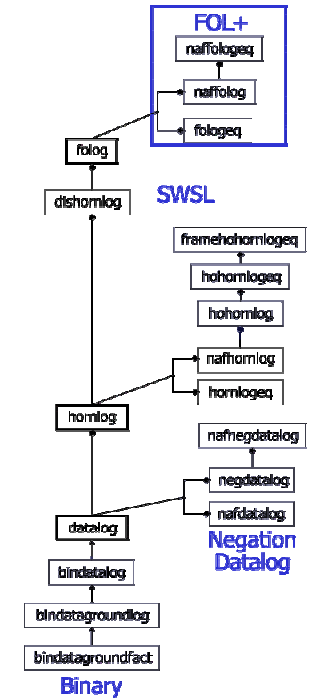 FOL+
naffologeq
naffolog
fologeq
folog
dishornlog
SWSL
framehohornlogeq
hohornlogeq
hohornlog
nafhornlog
hornlogeq
hornlog
nafnegdatalog
negdatalog
nafdatalog
datalog
Negation
Datalog
bindatalog
bindatagroundlog
bindatagroundfact
Binary